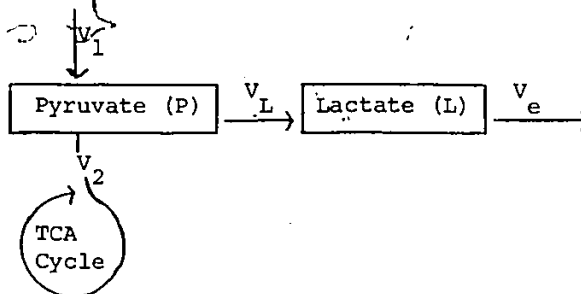 V1
Pyruvate (P)
VL
Lactate (L)
Ve
V2
TCA
Cycle